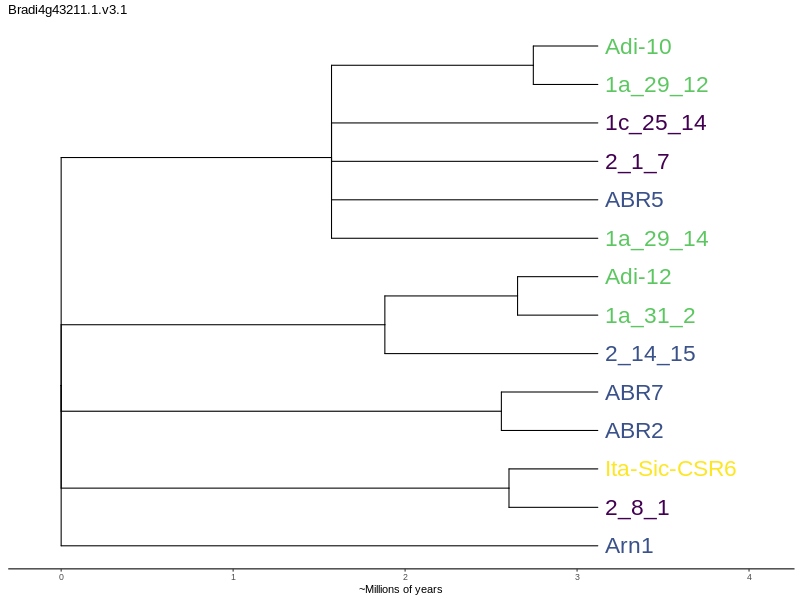 Bradi4g43211.1.v3.1
Adi-10
1a_29_12
1c_25_14
2_1_7
ABR5
1a_29_14
Adi-12
1a_31_2
2_14_15
ABR7
ABR2
Ita-Sic-CSR6
2_8_1
Arn1
0 1 2 3 4
~Millions of years